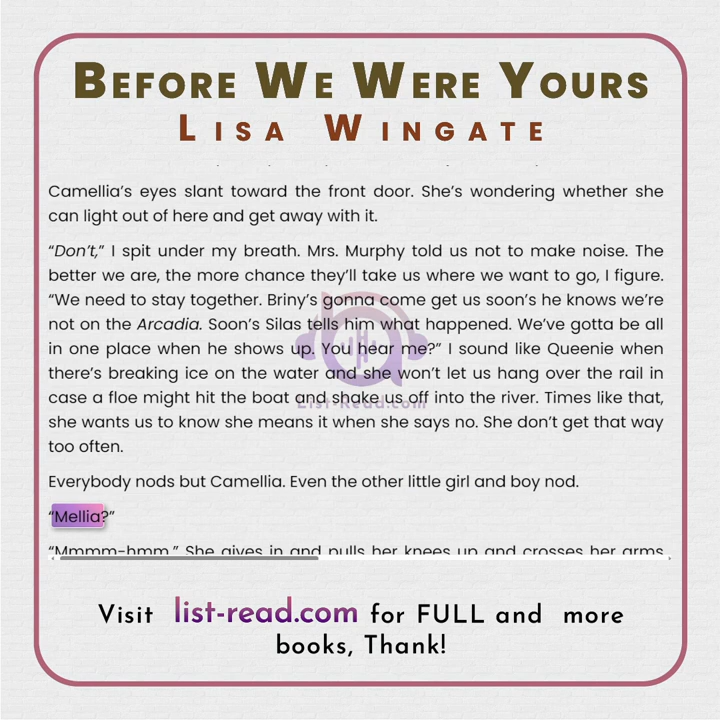 BEFORE WE WERE YOURS
LISA WINGATE
Camellia’s eyes slant toward the front door. She’s wondering whether she
can light out of here and get away with it.
“Don’t,” I spit under my breath. Mrs. Murphy told us not to make noise. The
better we are, the more chance they’ll take us where we want to go, I figure.
“We need to stay together. Briny’s gonna come get us soon’s he knows we’re
not on the Arcadia. Soon’s Silas tells him what happened. We’ve gotta be all
in one place when he shows up. You hear me?” I sound like Queenie when
there’s breaking ice on the water and she won’t let us hang over the rail in
case a floe might hit the boat and shake us off into the river. Times like that,
she wants us to know she means it when she says no. She don’t get that way
too often.
Everybody nods but Camellia. Even the other little girl and boy nod.
“Mellia?”
“Mmmm-hmm.” She gives in and pulls her knees up and crosses her arms
List-Read.com
Visit list-read.com for FULL and more
books, Thank!